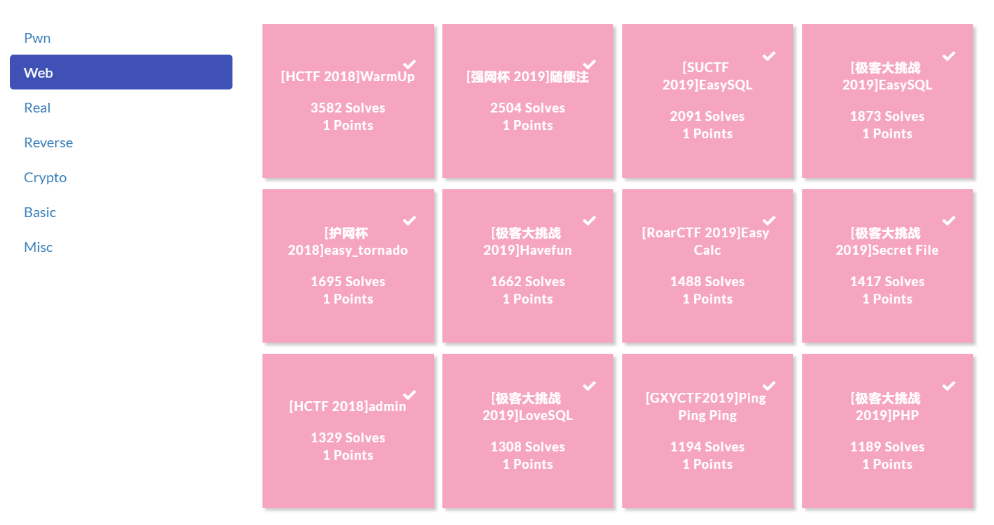 Pwn
Web
Real
Reverse
Crypto
Basic
Misc
[HCTF 2018]WarmUp
3582 Solves
1 Points
[强网杯 2019]随便注
2504 Solves
1 Points
[SUCTF
2019]EasySQL
2091 Solves
1 Points
[极客大挑战
2019]EasySQL
1873 Solves
1 Points
[护网杯
2018]easy_tornado
1695 Solves
1 Points
[极客大挑战
2019]Havefun
1662 Solves
1 Points
[RoarCTF 2019]Easy
Calc
1488 Solves
1 Points
[极客大挑战
2019]Secret File
1417 Solves
1 Points
[HCTF 2018]admin
1329 Solves
1 Points
[极客大挑战
2019]LoveSQL
1308 Solves
1 Points
[GXYCTF2019]Ping
Ping Ping
1194 Solves
1 Points
[极客大挑战
2019]PHP
1189 Solves
1 Points